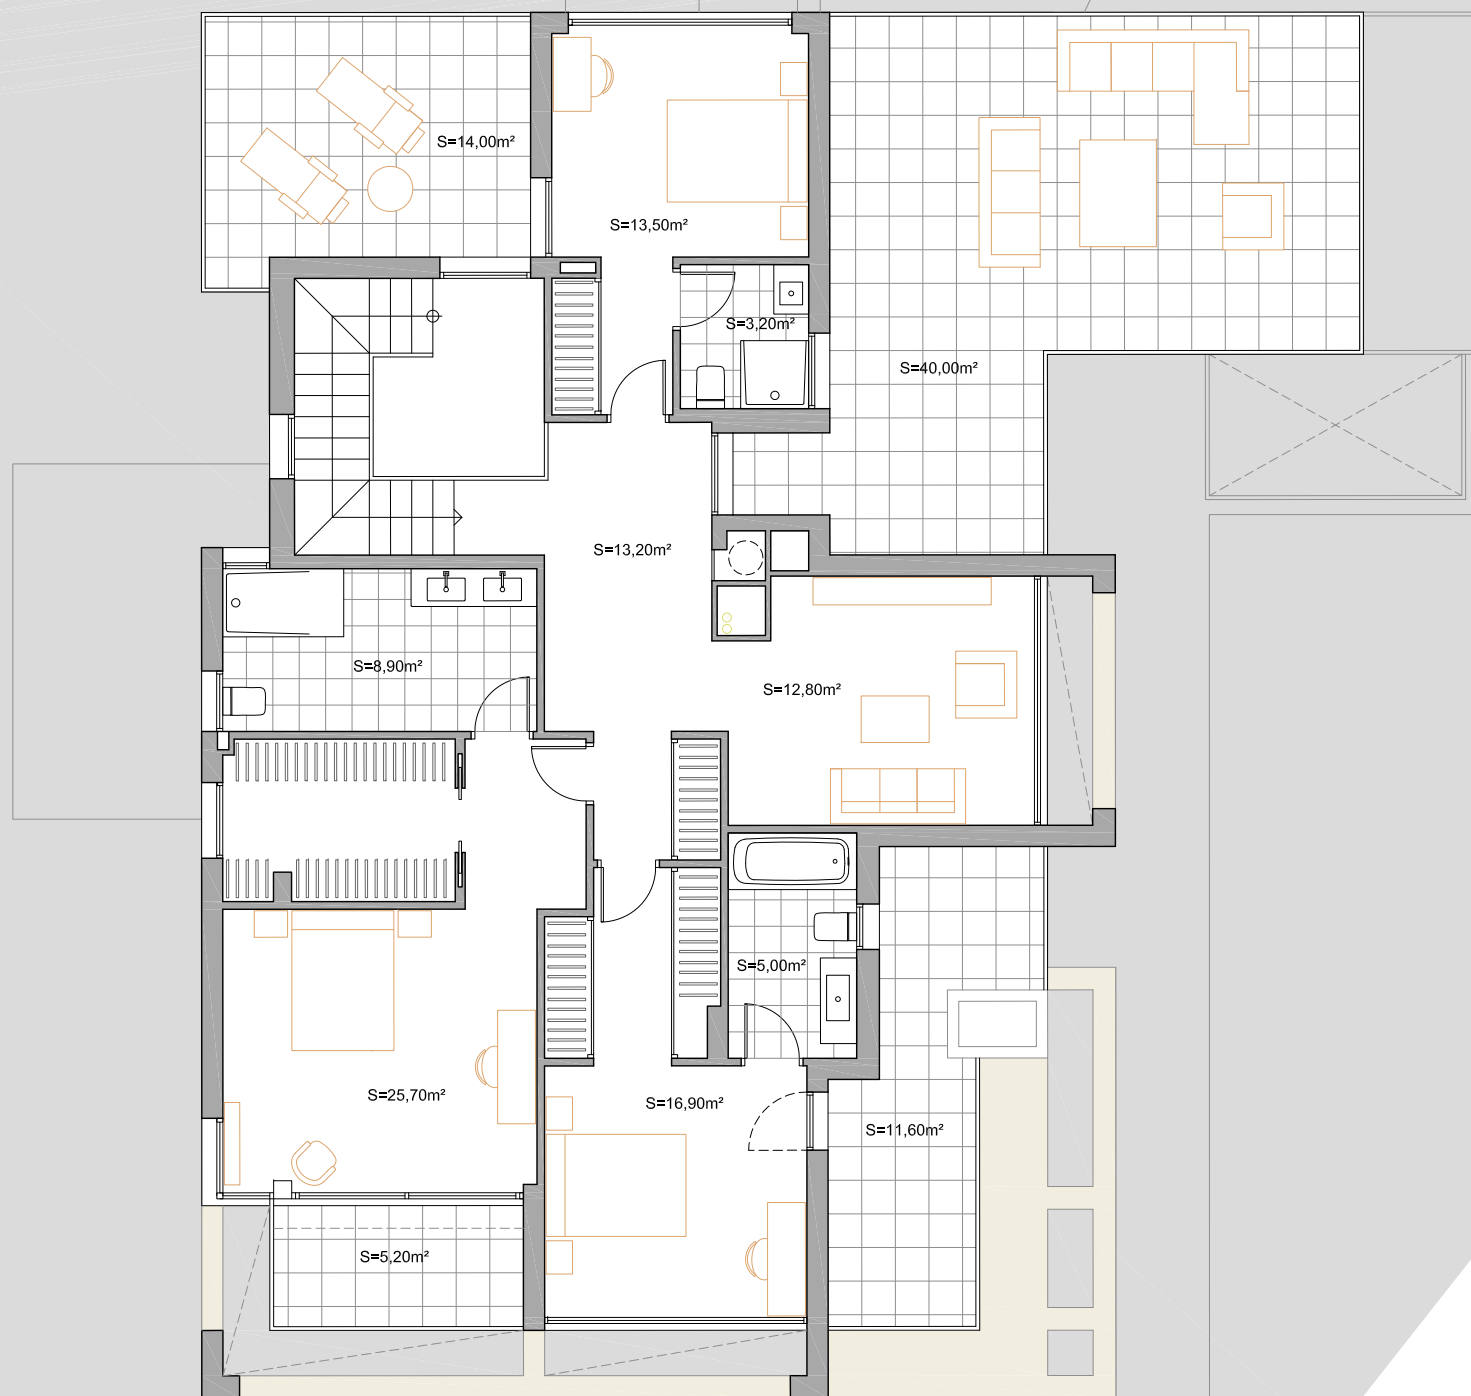 S=14,00m²
S=13,50m²
S=3,20m²
S=40,00m²
S=13,20m²
S=8,90m²
S=12,80m²
S=5,00m²
S=25,70m²
S=16,90m²
S=11,60m²
S=5,20m²